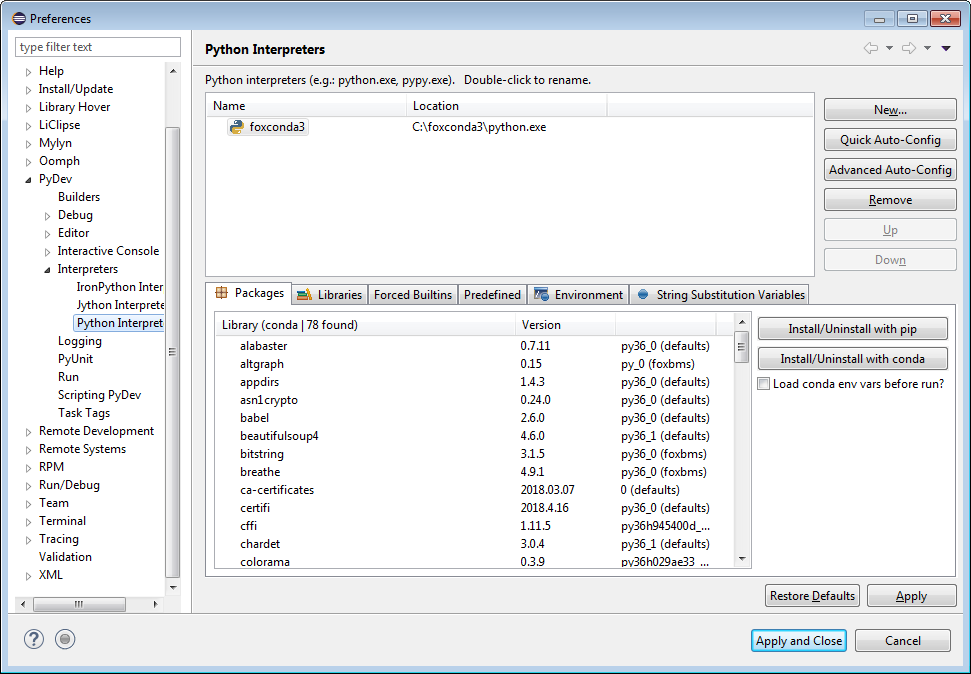 Preferences
type filter text
Help
Install/Update
Library Hover
LiClipse
Mylyn
Oomph
PyDev
Builders
Debug
Editor
Interactive Console
Interpreters
IronPython Inter
Jython Interprete
Python Interpret
Logging
PyUnit
Run
Scripting PyDev
Task Tags
Remote Development
Remote Systems
RPM
Run/Debug
Team
Terminal
Tracing
Validation
XML
Python Interpreters
Python interpreters (e.g.: python.exe, pypy.exe).   Double-click to rename.
Name Location
foxconda3 C:\foxconda3\python.exe
New...
Quick Auto-Config
Advanced Auto-Config
Remove
Up
Down
Packages Libraries Forced Builtins Predefined Environment String Substitution Variables
Library (conda | 78 found) Version
alabaster 0.7.11 py36_0 (defaults)
altgraph 0.15 py_0 (foxbms)
appdirs 1.4.3 py36_0 (defaults)
asn1crypto 0.24.0 py36_0 (defaults)
babel 2.6.0 py36_0 (defaults)
beautifulsoup4 4.6.0 py36_1 (defaults)
bitstring 3.1.5 py36_0 (foxbms)
breathe 4.9.1 py36_0 (foxbms)
ca-certificates 2018.03.07 0 (defaults)
certifi 2018.4.16 py36_0 (defaults)
cffi 1.11.5 py36h945400d_...
chardet 3.0.4 py36_1 (defaults)
colorama 0.3.9 py36h029ae33_...
Install/Uninstall with pip
Install/Uninstall with conda
Load conda env vars before run?
Restore Defaults Apply
? Apply and Close Cancel